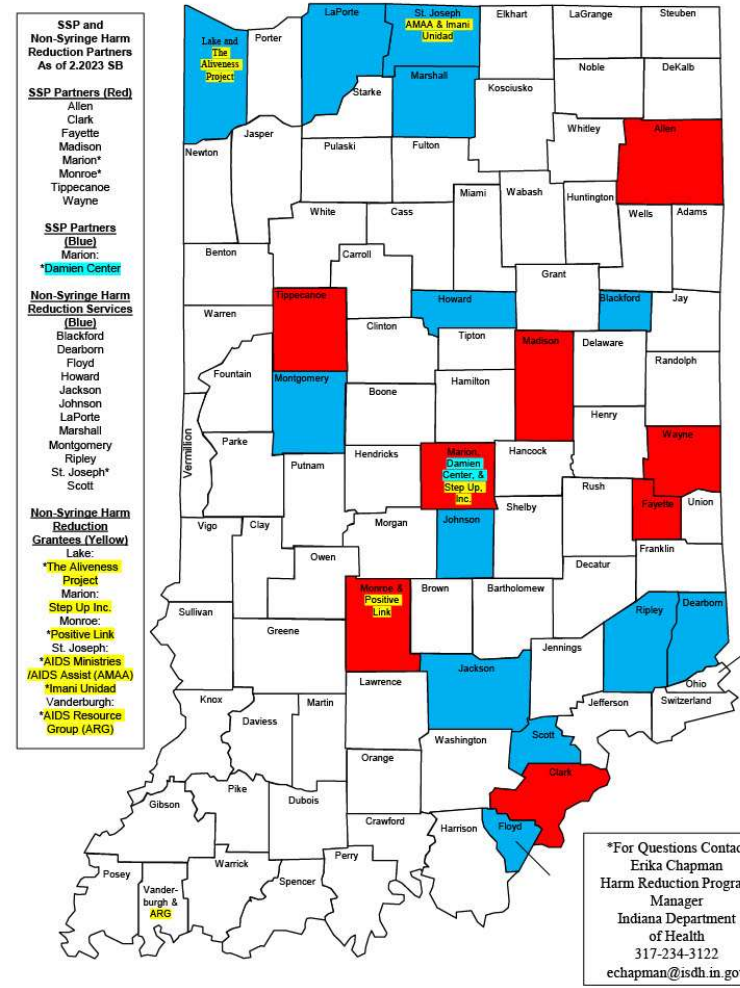 SSP and
Non-Syringe Harm
Reduction Partners
As of 2.2023 SB
SSP Partners (Red)
Allen
Clark
Fayette
Madison
Marion*
Monroe*
Tippecanoe
Wayne
SSP Partners
(Blue)
Marion:
*Damien Center
Non-Syringe Harm
Reduction Services
(Blue)
Blackford
Dearborn
Floyd
Howard
Jackson
Johnson
LaPorte
Marshall
Montgomery
Ripley
St. Joseph*
Scott
Non-Syringe Harm
Reduction
Grantees (Yellow)
Lake:
*The Aliveness
Project
Marion:
Step Up Inc.
Monroe:
*Positive Link
St. Joseph:
*AIDS Ministries
/AIDS Assist (AMAA)
*Imani Unidad
Vanderburgh:
*AIDS Resource
Group (ARG)
Lake and
The
Aliveness
Project
Porter
LaPorte
St. Joseph
AMAA & Imani
Unidad
Elkhart
LaGrange
Steuben
Noble
DeKalb
Marshall
Starke
Kosciusko
Whitley
Allen
Newton
Jasper
Pulaski
Fulton
Miami
Wabash
Huntington
Wells
Adams
White
Cass
Benton
Carroll
Grant
Tippecanoe
Howard
Blackford
Jay
Warren
Clinton
Tipton
Madison
Delaware
Randolph
Fountain
Montgomery
Boone
Hamilton
Henry
Wayne
Vermillion
Parke
Putnam
Hendricks
Marion,
Damien
Center, &
Step Up,
Inc.
Hancock
Rush
Fayette
Union
Vigo
Clay
Morgan
Johnson
Shelby
Franklin
Owen
Decatur
Monroe &
Positive
Link
Brown
Bartholomew
Ripley
Dearborn
Sullivan
Greene
Jennings
Jackson
Lawrence
Ohio
Switzerland
Jefferson
Knox
Daviess
Martin
Washington
Scott
Orange
Clark
Gibson
Pike
Dubois
Crawford
Harrison
Floyd
Posey
Vander-
burgh &
ARG
Warrick
Spencer
Perry
*For Questions Contac
Erika Chapman
Harm Reduction Progra
Manager
Indiana Department
of Health
317-234-3122
echapman@isdh.in.gov